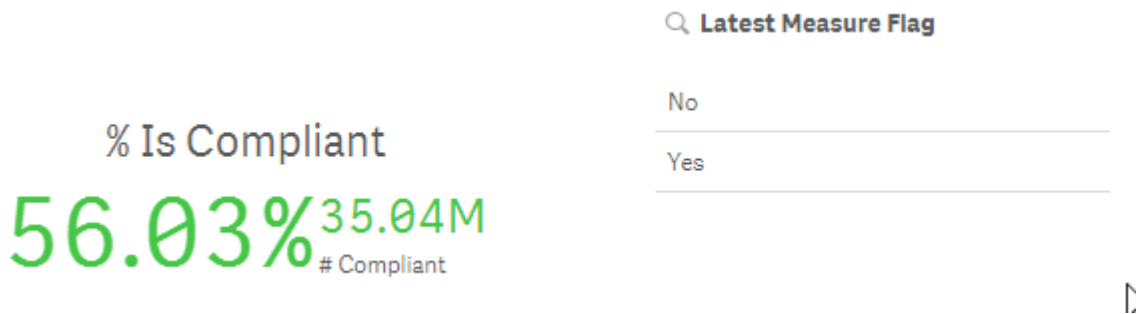 Latest Measure Flag
No
Yes
% Is Compliant
56.03% 35.04M
# Compliant